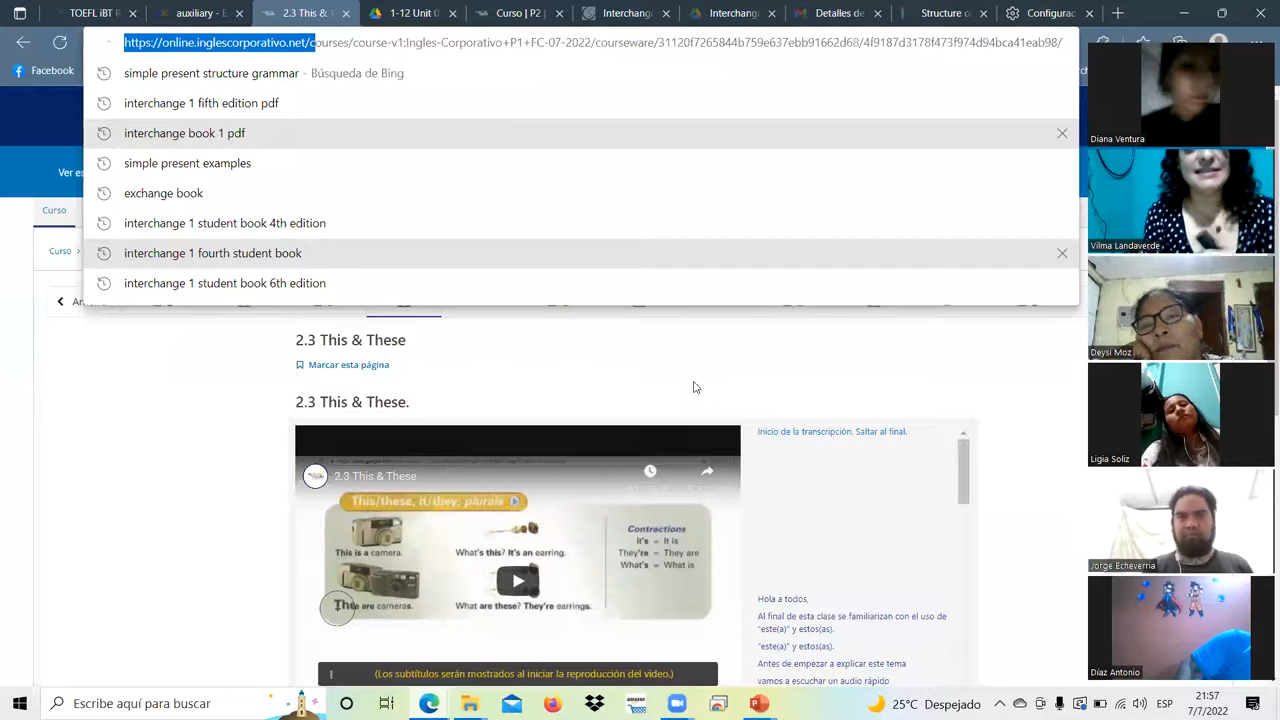 auxiliary ver
TOEFL iBT r
1-12 Unit 0
Curso | P2
Interchange
Interchang
Detalles de
Structure c
Configuraci
https://online.inglescorporativo.net/courses/course-v1:Ingles-Corporativo+P1+FC-07-2022/courseware/31120f7265844b759e637ebb91662d68/4f9187d3178f473f974d94bca41eab98/
Facebook
simple present structure grammar - Búsqueda de Bing
interchange 1 fifth edition pdf
interchange book 1 pdf
Diana Ventura
simple present examples
Ver es
exchange book
Curso
interchange 1 student book 4th edition
Vilma Landaverde
Curso >
interchange 1 fourth student book
interchange 1 student book 6th edition
2.3 This & These
Deysi Moz
Marcar esta página
2.3 This & These.
Inicio de la transcripción. Saltar al final.
Ligia Soliz
2.3 This & These
This/these, it/they; plurals
Contractions
It's = It is
This is a camera.
What's this? It's an earring.
They're = They are
What's = What is
Jorge Echeverria
Hola a todos,
These are cameras.
What are these? They're earrings.
Al final de esta clase se familiarizan con el uso de
"este(a)" y estos(as).
"este(a)" y estos(as).
Antes de empezar a explicar este tema
(Los subtítulos serán mostrados al iniciar la reproducción del video.)
vamos a escuchar un audio rápido
Díaz Antonio
Escribe aquí para buscar
25°C Despejado
ESP
21:57
7/7/2022